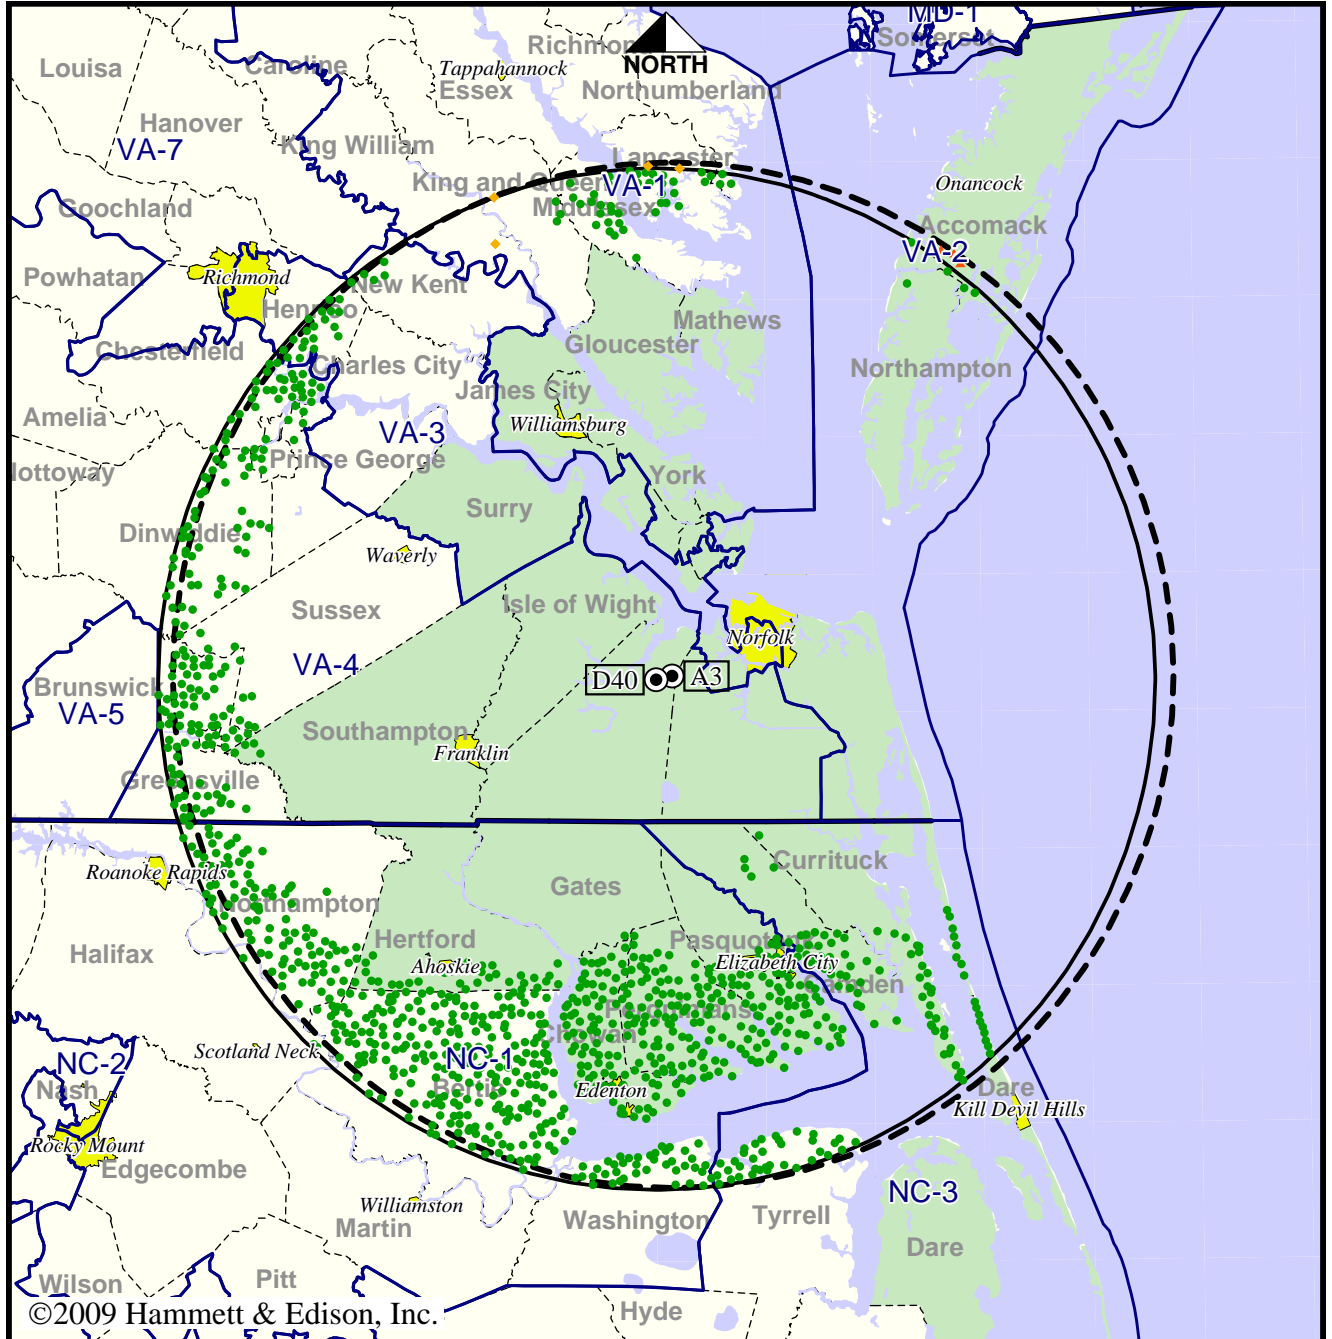 MD-1
Somerset
Richmond
NORTH
Louisa
Caroline
Tappahannock
Essex
Northumberland
Hanover
VA-7
King William
Lancaster
King and Queen
VA-1
Middlesex
Onancock
Goochland
Accomack
VA-2
Powhatan
Richmond
New Kent
Henrico
Mathews
Gloucester
Chesterfield
Charles City
Northampton
James City
Amelia
Williamsburg
VA-3
Prince George
Nottoway
York
Surry
Dinwiddie
Waverly
Sussex
Isle of Wight
Norfolk
VA-4
D40
A3
Brunswick
VA-5
Southampton
Franklin
Greensville
Currituck
Roanoke Rapids
Gates
Northampton
Hertford
Pasquotank
Halifax
Ahoskie
Elizabeth City
Camden
Perquimans
Chowan
Scotland Neck
NC-1
NC-2
Nash
Bertie
Edenton
Dare
Kill Devil Hills
Rocky Mount
Edgecombe
NC-3
Williamston
Martin
Washington
Tyrrell
Dare
Wilson
Pitt
Hyde
©2009 Hammett & Edison, Inc.